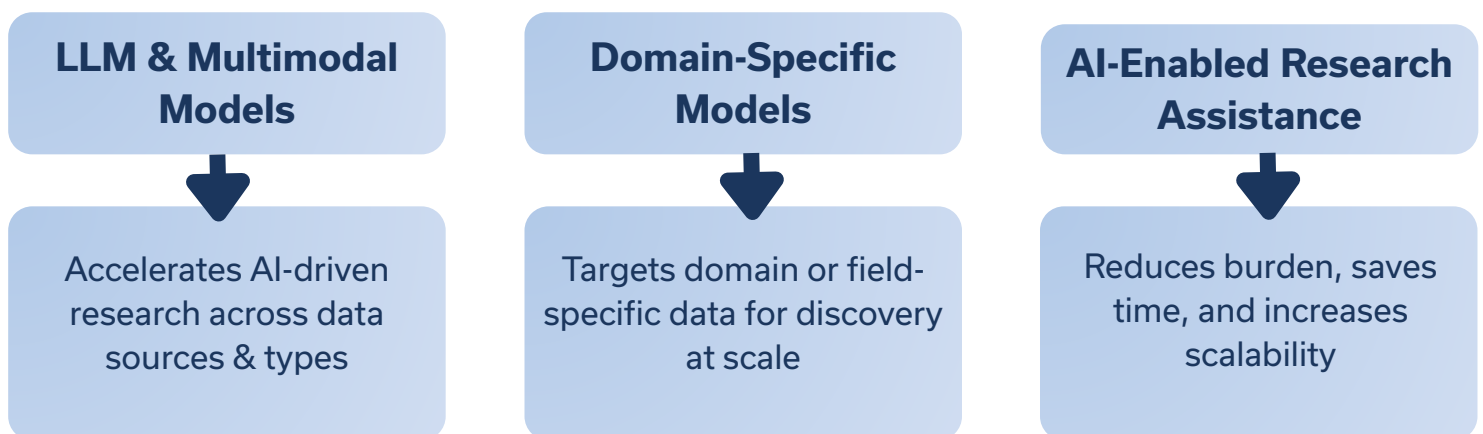 LLM & Multimodal
Models
Accelerates AI-driven
research across data
sources & types
Domain-Specific
Models
Targets domain or field-
specific data for discovery
at scale
AI-Enabled Research
Assistance
Reduces burden, saves
time, and increases
scalability